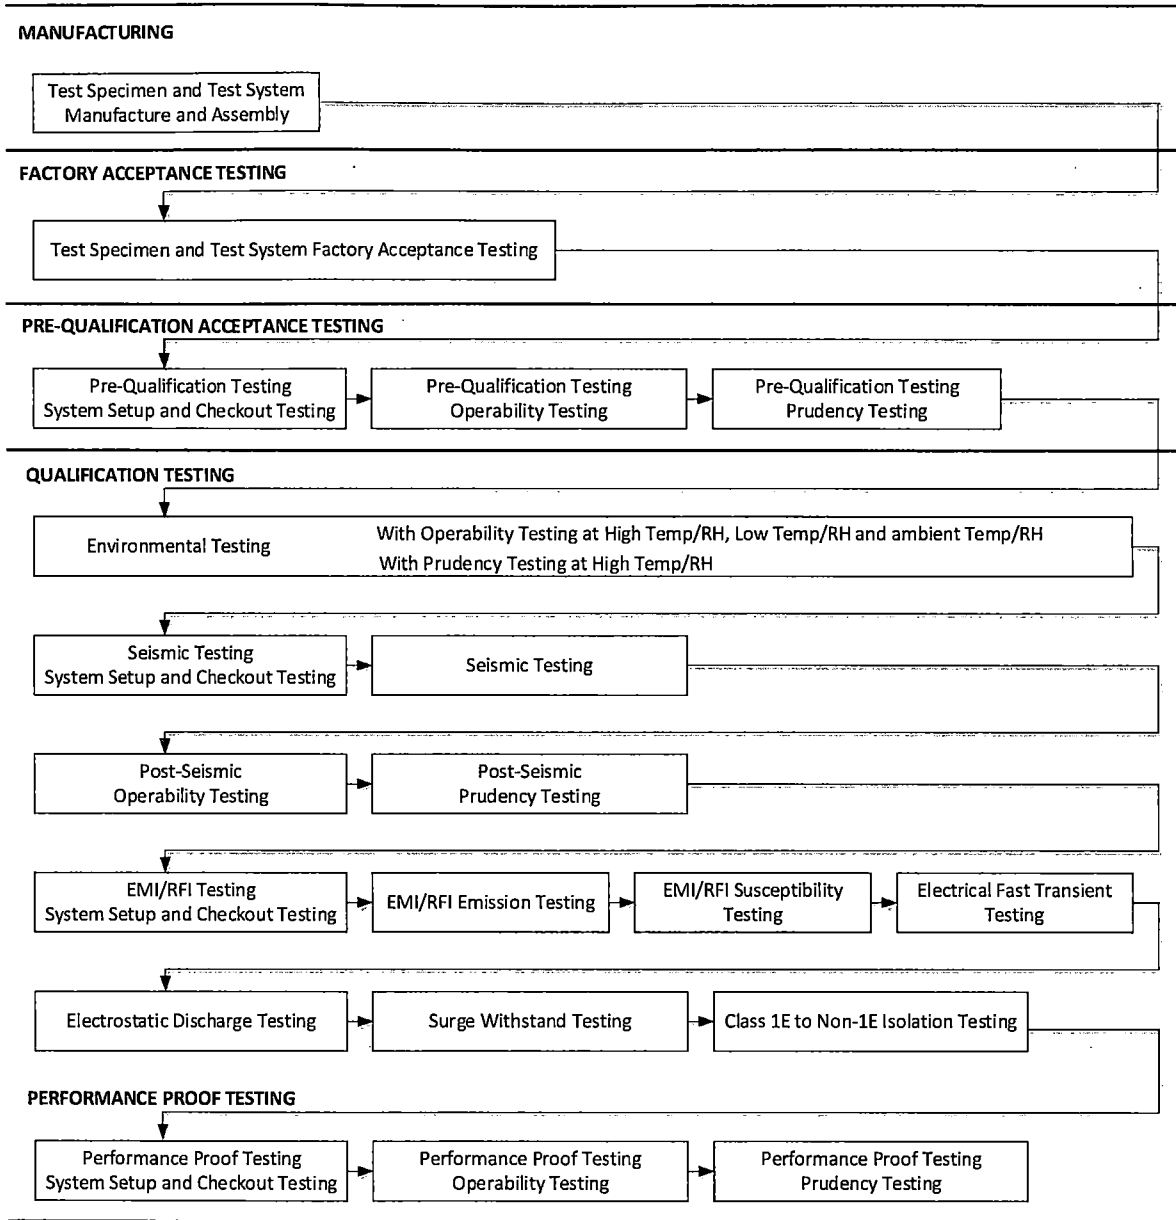 MANUFACTURING
Test Specimen and Test System
Manufacture and Assembly
FACTORY ACCEPTANCE TESTING
Test Specimen and Test System Factory Acceptance Testing
PRE-QUALIFICATION ACCEPTANCE TESTING
Pre-Qualification Testing
System Setup and Checkout Testing
Pre-Qualification Testing
Operability Testing
Pre-Qualification Testing
Prudency Testing
QUALIFICATION TESTING
Environmental Testing
With Operability Testing at High Temp/RH, Low Temp/RH and ambient Temp/RH
With Prudency Testing at High Temp/RH
Seismic Testing
System Setup and Checkout Testing
Seismic Testing
Post-Seismic
Operability Testing
Post-Seismic
Prudency Testing
EMI/RFI Testing
System Setup and Checkout Testing
EMI/RFI Emission Testing
EMI/RFI Susceptibility
Testing
Electrical Fast Transient
Testing
Electrostatic Discharge Testing
Surge Withstand Testing
Class 1E to Non-1E Isolation Testing
PERFORMANCE PROOF TESTING
Performance Proof Testing
System Setup and Checkout Testing
Performance Proof Testing
Operability Testing
Performance Proof Testing
Prudency Testing